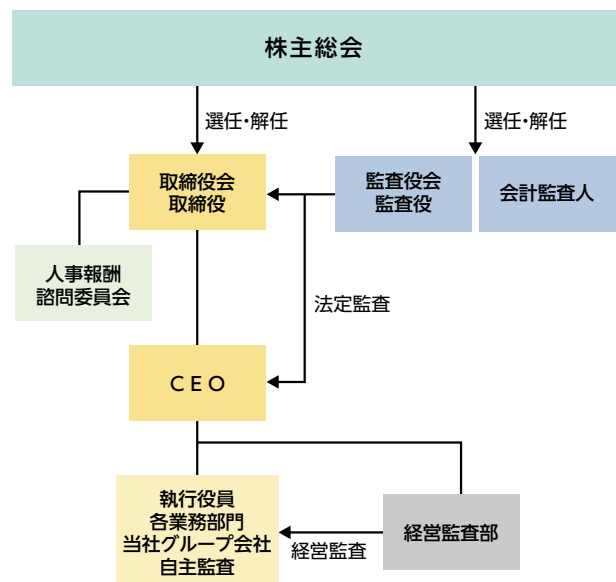 株主総会
選任・解任
選任・解任
取締役会
取締役
監査役会
監査役
会計監査人
人事報酬
諮問委員会
法定監査
CEO
執行役員
各業務部門
当社グループ会社
自主監査
経営監査
経営監査部